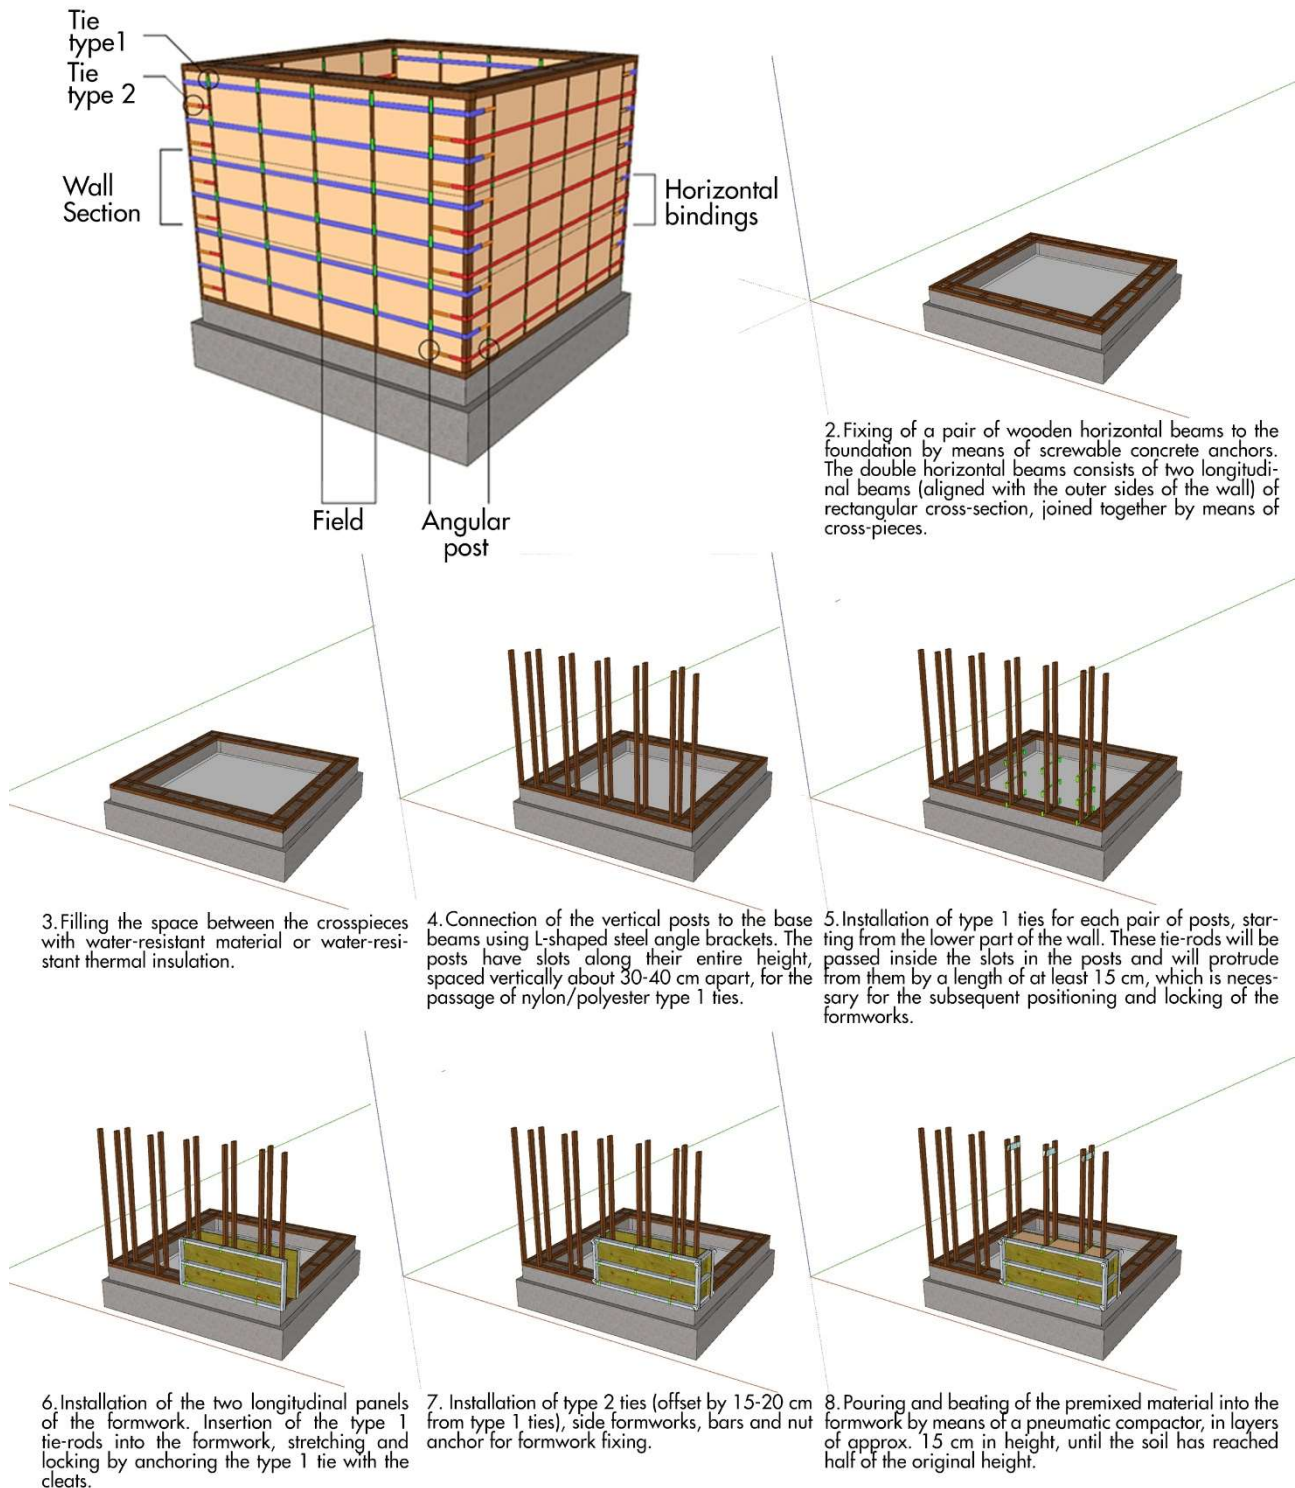 Tie
type1
Tie
type 2
Wall
Section
Horizontal
bindings
Field
Angular
post
2.Fixing of a pair of wooden horizontal beams to the
foundation by means of screwable concrete anchors.
The double horizontal beams consists of two longitudi-
nal beams (aligned with the outer sides of the wall) of
rectangular cross-section, joined together by means of
cross-pieces.
3.Filling the space between the crosspieces
with water-resistant material or water-resi-
stant thermal insulation.
4.Connection of the vertical posts to the base
beams using L-shaped steel angle brackets. The
posts have slots along their entire height,
spaced vertically about 30-40 cm apart, for the
passage of nylon/polyester type 1 ties.
5.Installation of type 1 ties for each pair of posts, star-
ting from the lower part of the wall. These tie-rods will be
passed inside the slots in the posts and will protrude
from them by a length of at least 15 cm, which is neces-
sary for the subsequent positioning and locking of the
formworks.
6.Installation of the two longitudinal panels
of the formwork. Insertion of the type 1
tie-rods into the formwork, stretching and
locking by anchoring the type 1 tie with the
cleats.
7. Installation of type 2 ties (offset by 15-20 cm
from type 1 ties), side formworks, bars and nut
anchor for formwork fixing.
8.Pouring and beating of the premixed material into the
formwork by means of a pneumatic compactor, in layers
of approx. 15 cm in height, until the soil has reached
half of the original height.